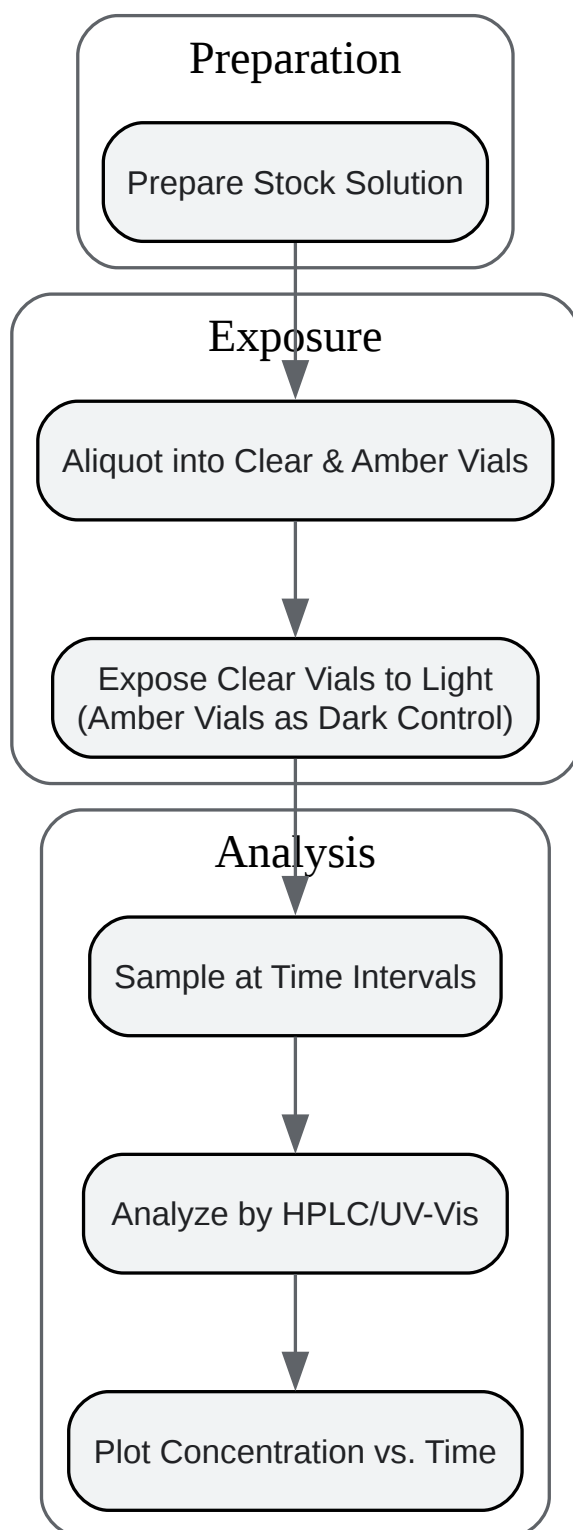 Preparation
Prepare Stock Solution
Exposure
Aliquot into Clear & Amber Vials
Expose Clear Vials to Light
(Amber Vials as Dark Control)
Analysis
Sample at Time Intervals
Analyze by HPLC/UV-Vis
Plot Concentration vs. Time